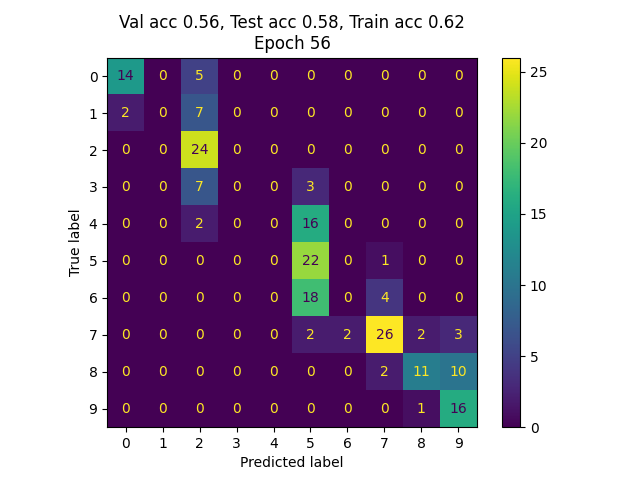 Val acc 0.56, Test acc 0.58, Train acc 0.62
Epoch 56
0 14 0 5 0 0 0 0 0 0 0
1 2 0 7 0 0 0 0 0 0 0
2 0 0 24 0 0 0 0 0 0 0
3 0 0 7 0 0 3 0 0 0 0
4 0 0 2 0 0 16 0 0 0 0
5 0 0 0 0 0 22 0 1 0 0
6 0 0 0 0 0 18 0 4 0 0
7 0 0 0 0 0 2 2 26 2 3
8 0 0 0 0 0 0 0 2 11 10
9 0 0 0 0 0 0 0 0 1 16
0 1 2 3 4 5 6 7 8 9
Predicted label
True label
25
20
15
10
5
0